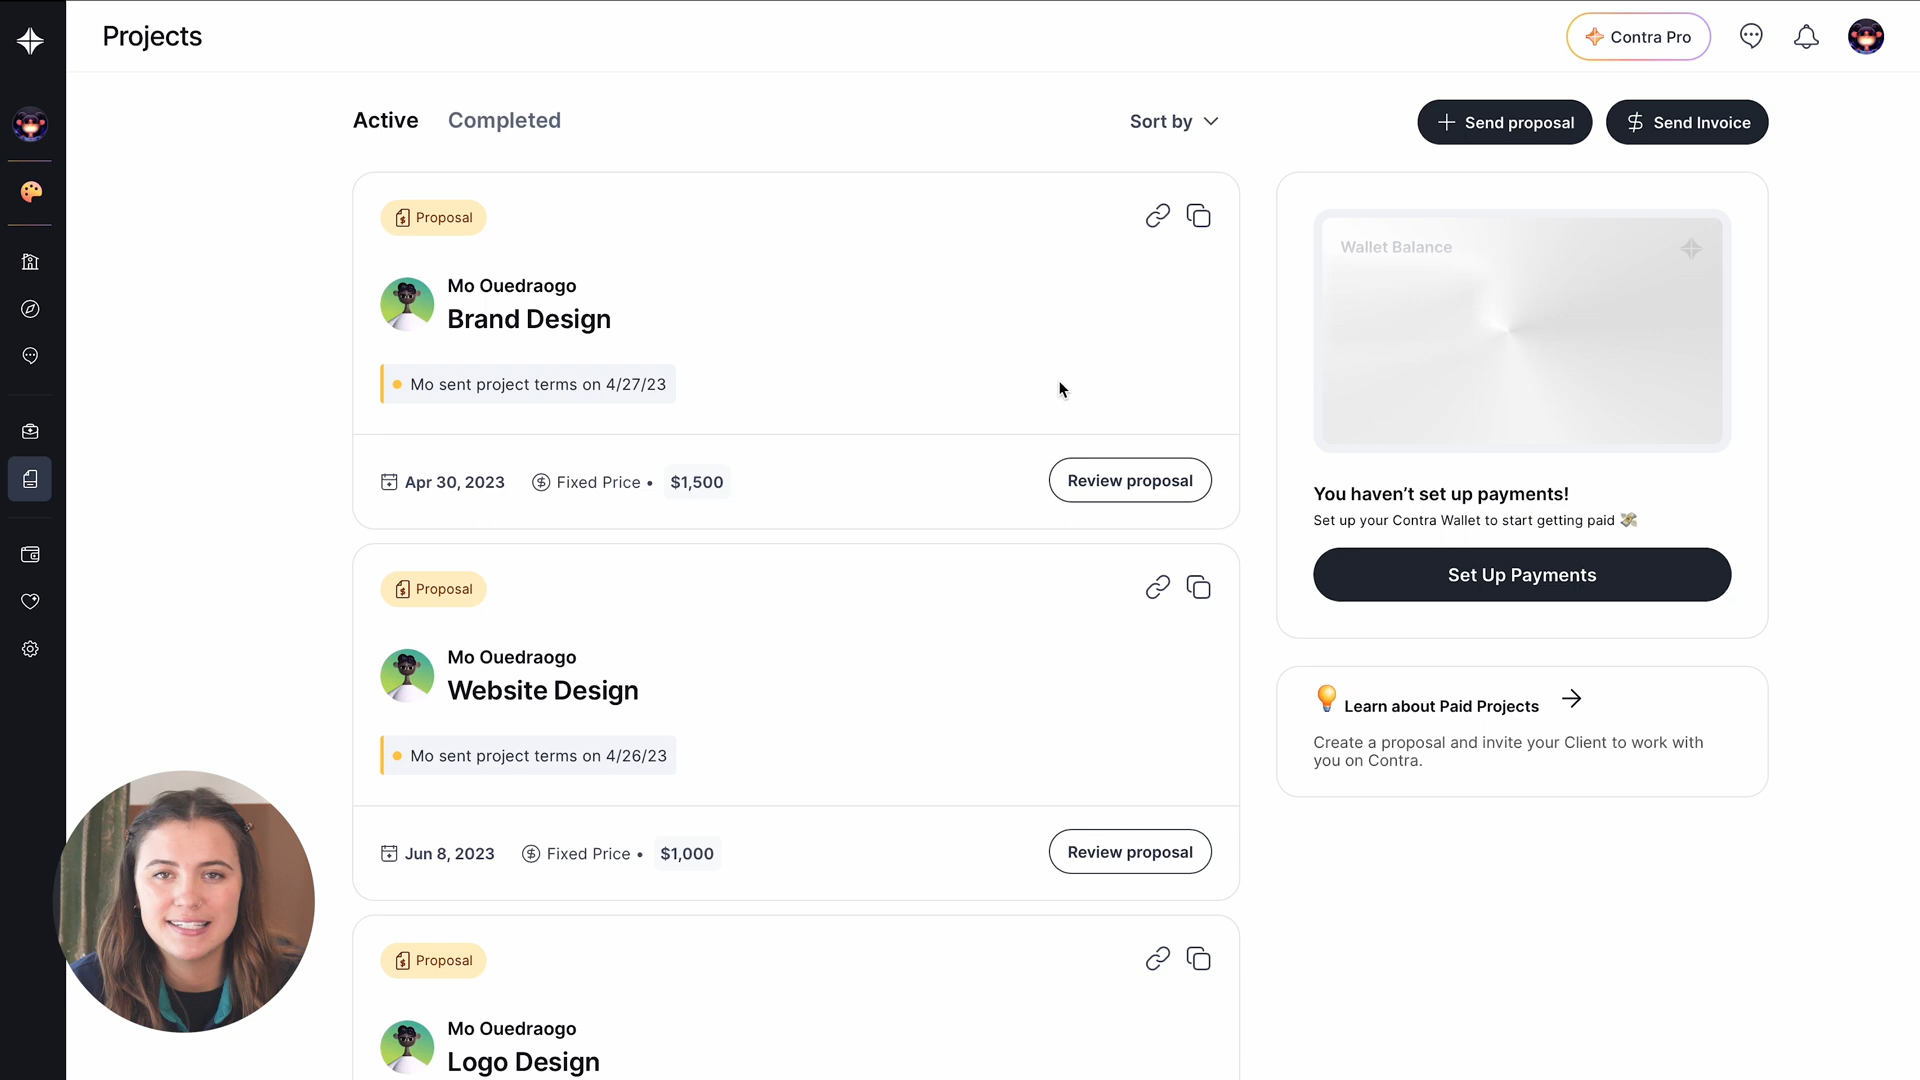 Projects
Contra Pro
Active
Completed
Sort by
Send proposal
Send Invoice
Proposal
Mo Ouedraogo
Brand Design
Mo sent project terms on 4/27/23
Apr 30, 2023
Fixed Price •
$1,500
Review proposal
Proposal
Mo Ouedraogo
Website Design
Mo sent project terms on 4/26/23
Jun 8, 2023
Fixed Price •
$1,000
Review proposal
Proposal
Mo Ouedraogo
Logo Design
Wallet Balance
You haven’t set up payments!
Set up your Contra Wallet to start getting paid 💸
Set Up Payments
Learn about Paid Projects
Create a proposal and invite your Client to work with
you on Contra.